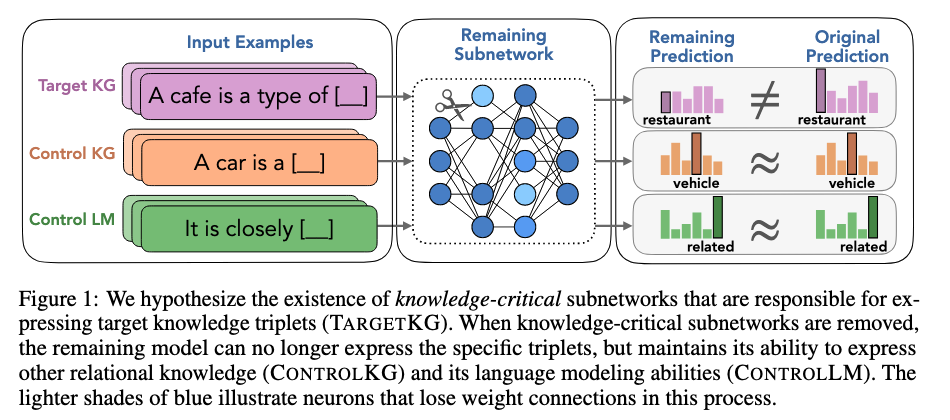 Input Examples
Remaining
Subnetwork
Remaining
Prediction
Original
Prediction
Target KG
A cafe is a type of [__]
restaurant
≠
restaurant
Control KG
A car is a [__]
vehicle
≈
vehicle
Control LM
It is closely [__]
related
≈
related
Figure 1: We hypothesize the existence of knowledge-critical subnetworks that are responsible for ex-
pressing target knowledge triplets (TARGETKG). When knowledge-critical subnetworks are removed,
the remaining model can no longer express the specific triplets, but maintains its ability to express
other relational knowledge (CONTROLKG) and its language modeling abilities (CONTROLLM). The
lighter shades of blue illustrate neurons that lose weight connections in this process.